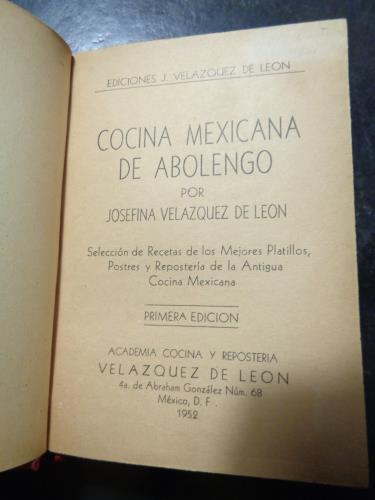 EDICIONES J. VELAZQUEZ DE LEON
COCINA MEXICANA
DE ABOLENGO
POR
JOSEFINA VELAZQUEZ DE LEON
Selección de Recetas de los Mejores Platillos,
Postres y Repostería de la Antigua
Cocina Mexicana
PRIMERA EDICION
ACADEMIA COCINA Y REPOSTERIA
VELAZQUEZ DE LEON
4a. de Abraham González Núm. 68
México, D. F.
1952